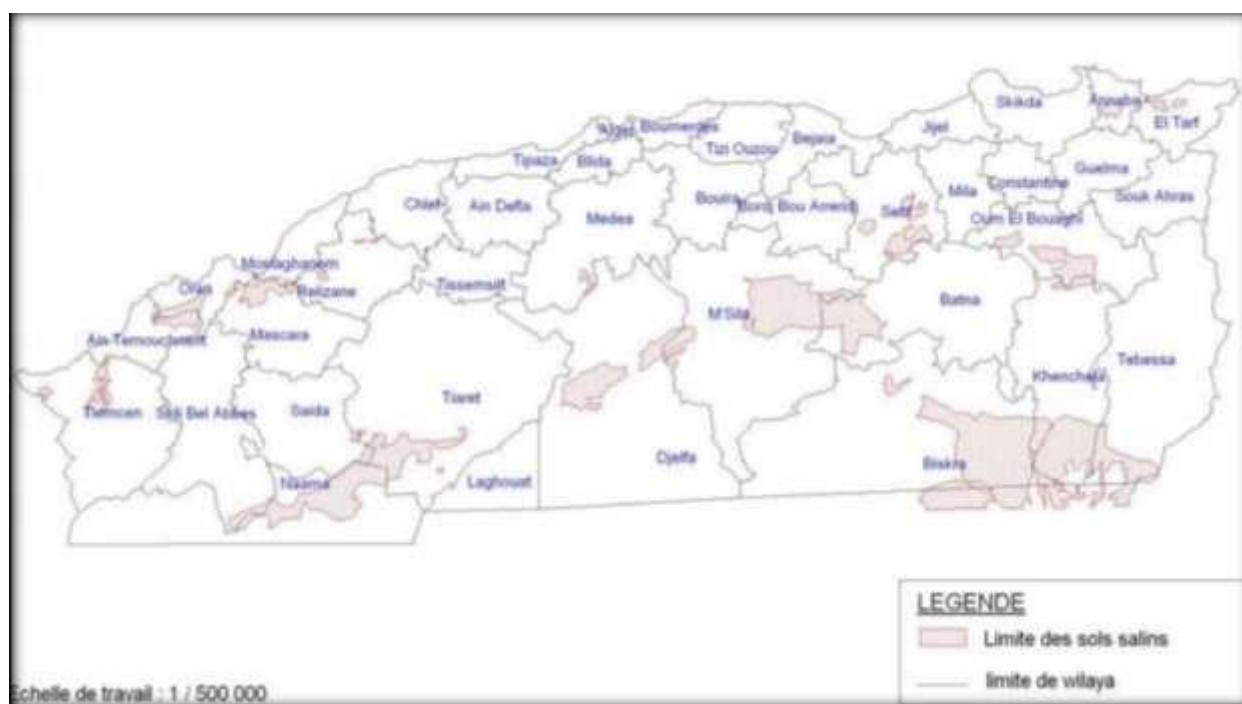 Skikda
Annaba
El Tarf
Jijel
Alger
Boumerdes
Tizi Ouzou
Bejaia
Tipaza
Blida
Guelma
Constantine
Mila
Souk Ahras
Chlef
Ain Defla
Medea
Bouira
Bordj Bou Arreridj
Setif
Oum El Bouaghi
Mostaghanem
Oran
Relizane
Tissemsilt
M'Sila
Batna
Ain Temouchent
Mascara
Tebessa
Khenchela
Tlemcen
Sidi Bel Abbes
Saida
Tiaret
Djelfa
Biskra
Naama
Laghouat
LEGENDE
Limite des sols salins
limite de wilaya
Echelle de travail : 1 / 500 000